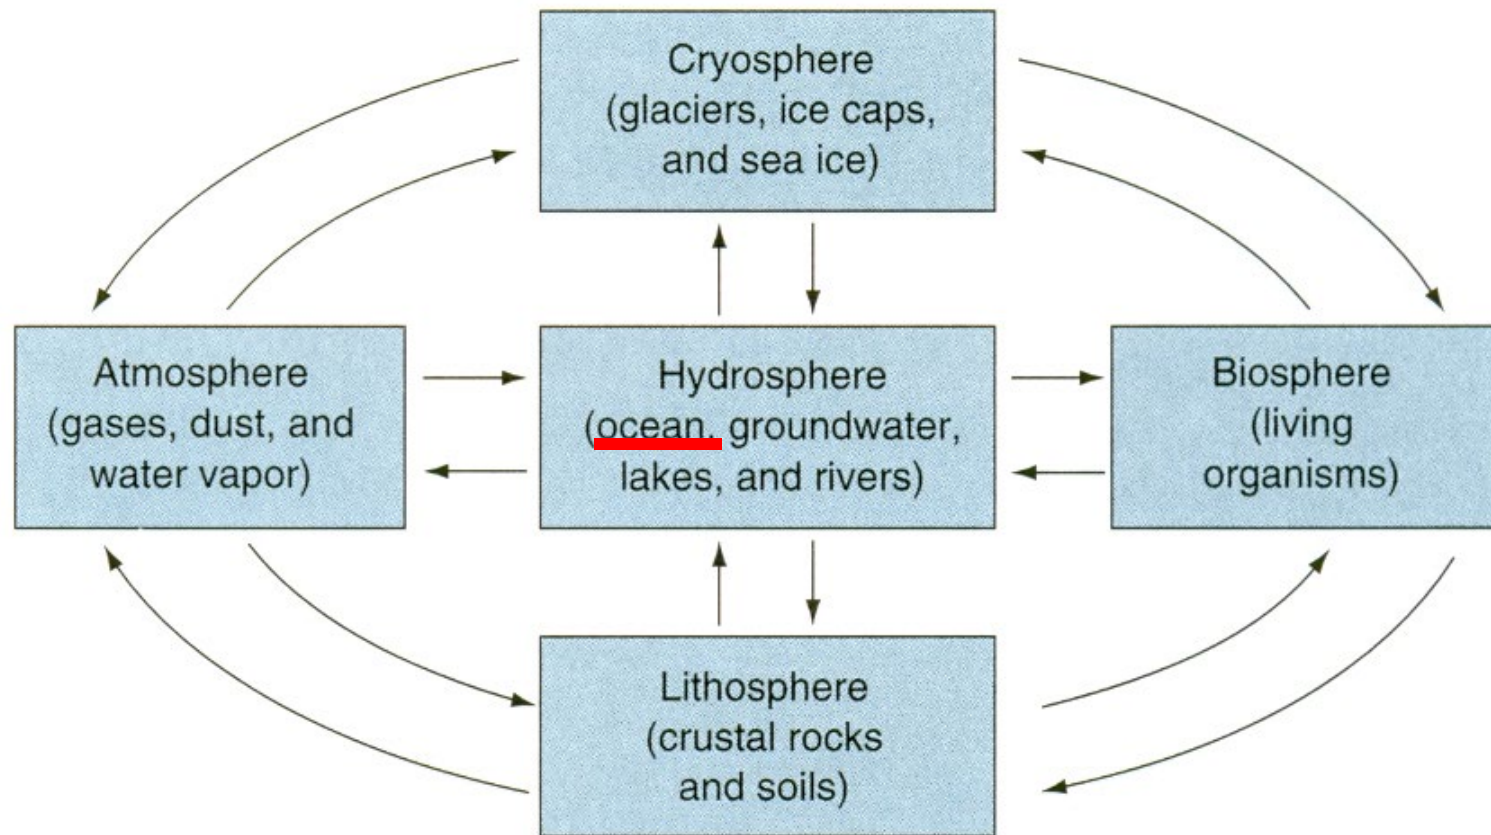 Cryosphere
(glaciers, ice caps,
and sea ice)
Atmosphere
(gases, dust, and
water vapor)
Hydrosphere
(ocean, groundwater,
lakes, and rivers)
Biosphere
(living
organisms)
Lithosphere
(crustal rocks
and soils)